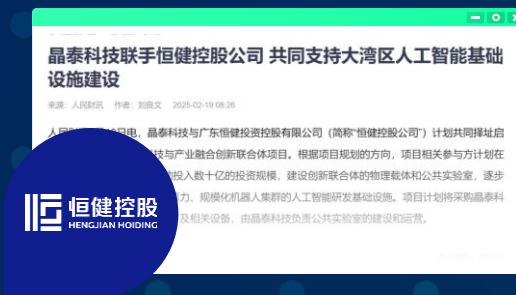 晶泰科技联手恒健控股公司 共同支持大湾区人工智能基础
设施建设
来源：人民财讯 作者：刘良文 2025-02-19 08:26
日电，晶泰科技与广东恒健投资控股有限公司（简称“恒健控股公司”）计划共同择址启
技与产业融合创新联合体项目。根据项目规划的方向，项目相关参与方计划在
投入数十亿的投资规模，建设创新联合体的物理载体和公共实验室，逐步
力、规模化机器人集群的人工智能研发基础设施。项目计划将采购晶泰科
及相关设备，由晶泰科技负责公共实验室的建设和运营。
恒健控股
HENGJIAN HOIDING